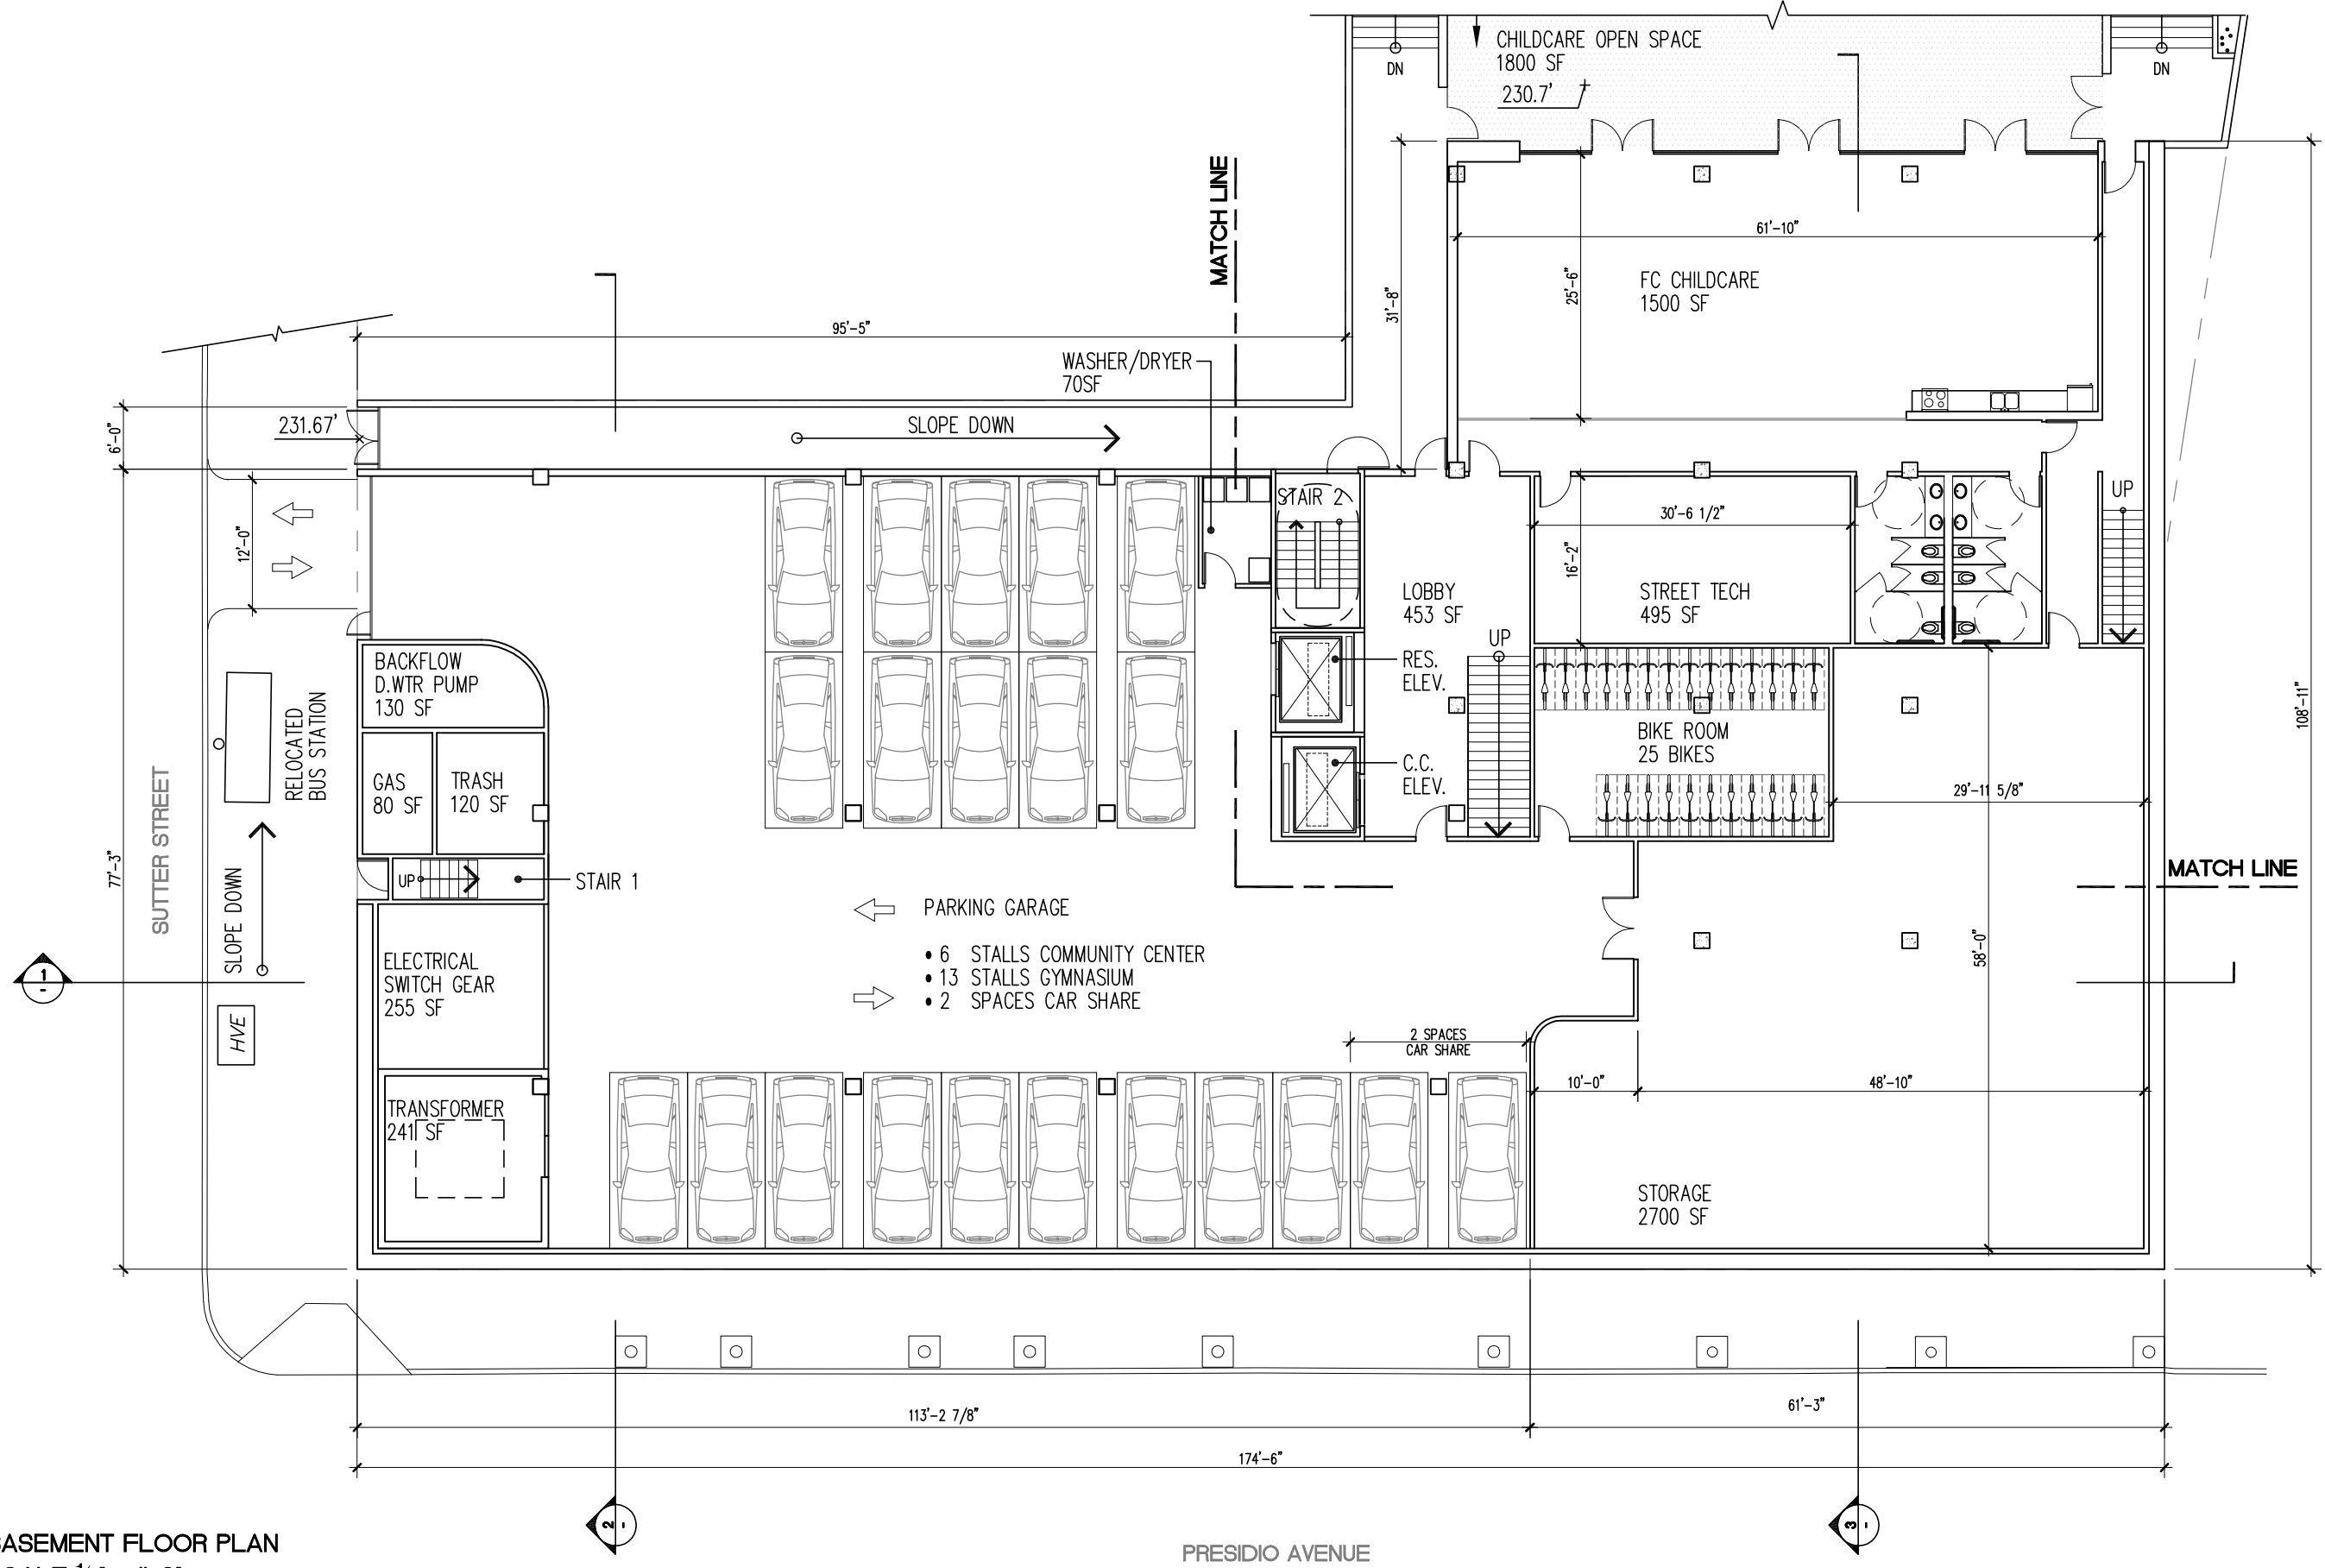 CHILDCARE OPEN SPACE
1800 SF
230.7'
DN
DN
MATCH LINE
61'-10"
25'-6"
31'-8"
FC CHILDCARE
1500 SF
95'-5"
WASHER/DRYER
70SF
231.67'
SLOPE DOWN
6'-0"
12'-0"
STAIR 2
30'-6 1/2"
16'-2"
UP
LOBBY
453 SF
STREET TECH
495 SF
UP
RES.
ELEV.
C.C.
ELEV.
BACKFLOW
D.WTR PUMP
130 SF
RELOCATED
BUS STATION
GAS
80 SF
TRASH
120 SF
BIKE ROOM
25 BIKES
108'-11"
29'-11 5/8"
SUTTER STREET
77'-3"
SLOPE DOWN
UP
STAIR 1
MATCH LINE
PARKING GARAGE
• 6 STALLS COMMUNITY CENTER
• 13 STALLS GYMNASIUM
• 2 SPACES CAR SHARE
58'-0"
ELECTRICAL
SWITCH GEAR
255 SF
1
-
HVE
2 SPACES
CAR SHARE
10'-0"
48'-10"
TRANSFORMER
241 SF
STORAGE
2700 SF
113'-2 7/8"
61'-3"
174'-6"
2
-
3
-
BASEMENT FLOOR PLAN
PRESIDIO AVENUE